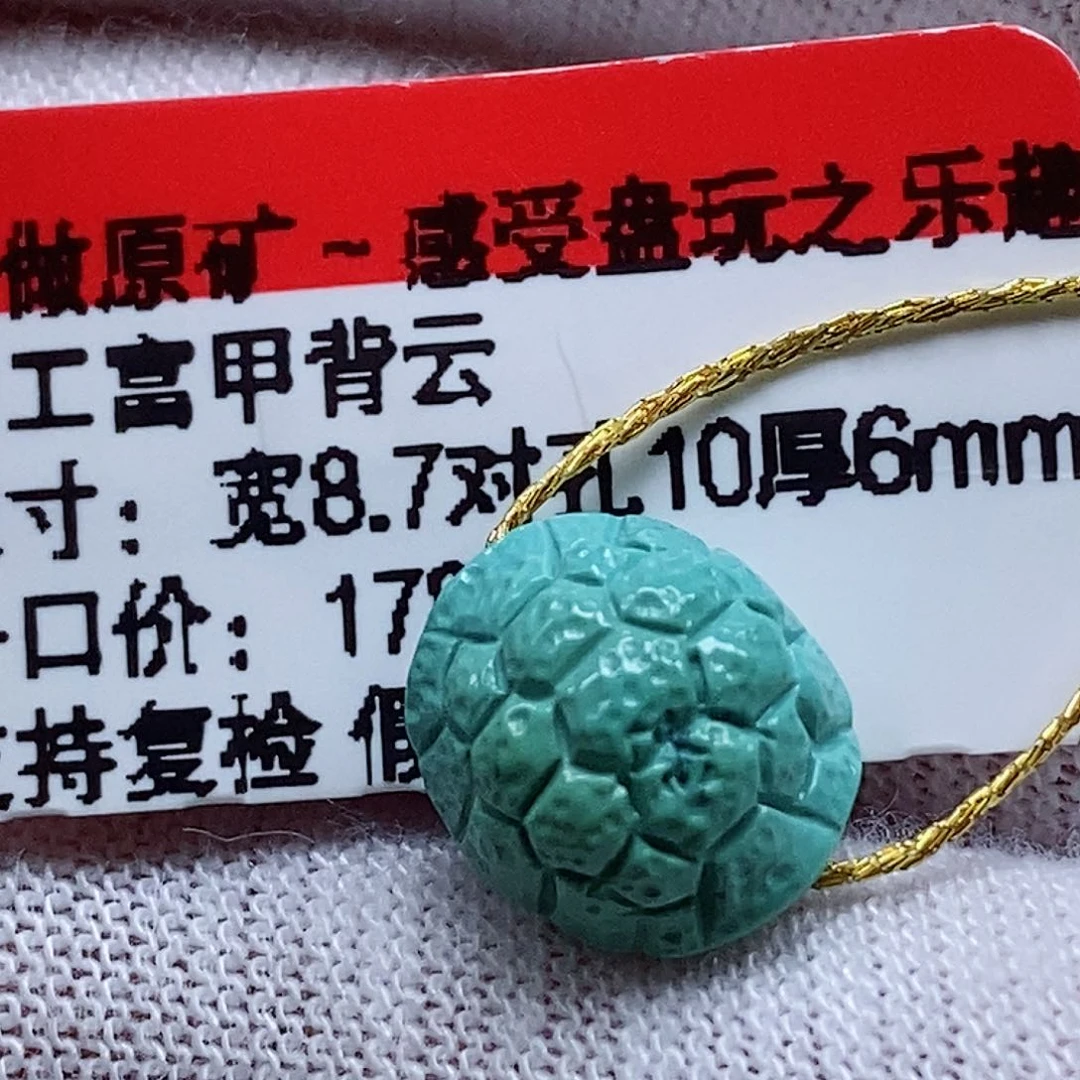 做原矿~感受盘玩之乐趣
工富甲背云
寸：宽8.7对孔10厚6mm
口价：17
持复检 假